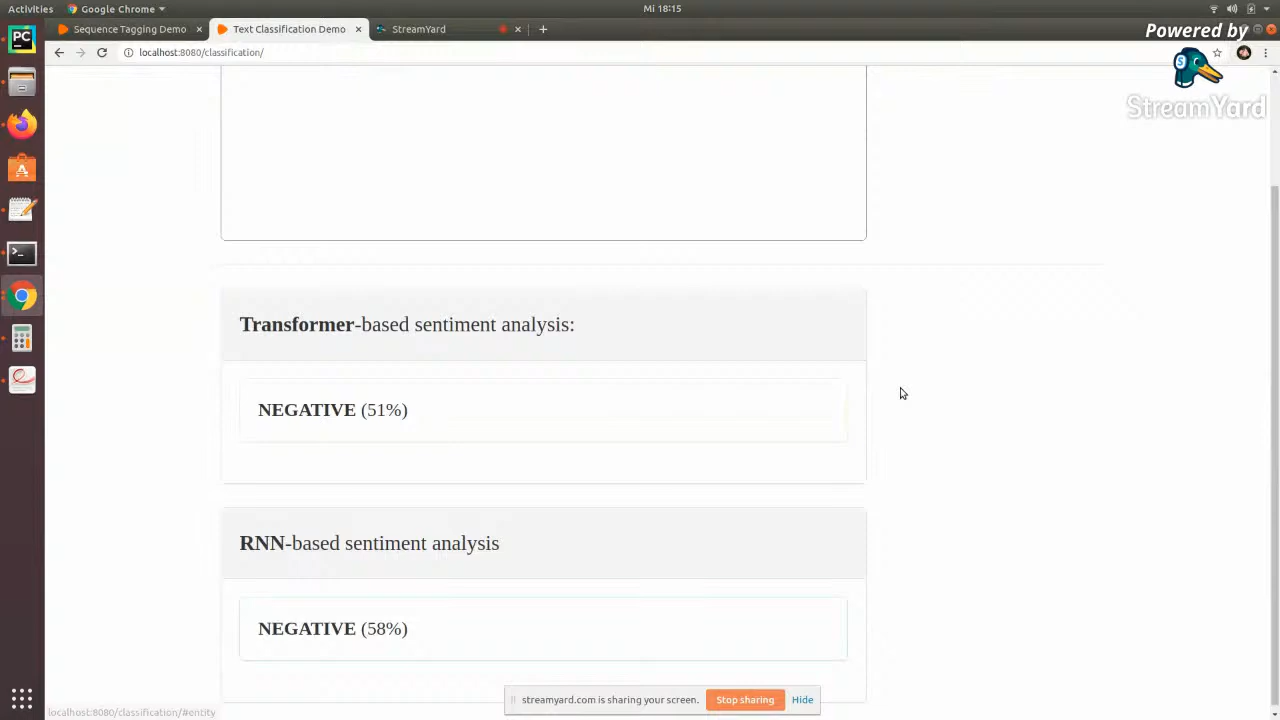 Activities
Google Chrome
Mi 18:15
Sequence Tagging Demo
Text Classification Demo
StreamYard
localhost:8080/classification/
Powered by
StreamYard
Transformer-based sentiment analysis:
NEGATIVE (51%)
RNN-based sentiment analysis
NEGATIVE (58%)
streamyard.com is sharing your screen.
Stop sharing
Hide
localhost:8080/classification/#entity